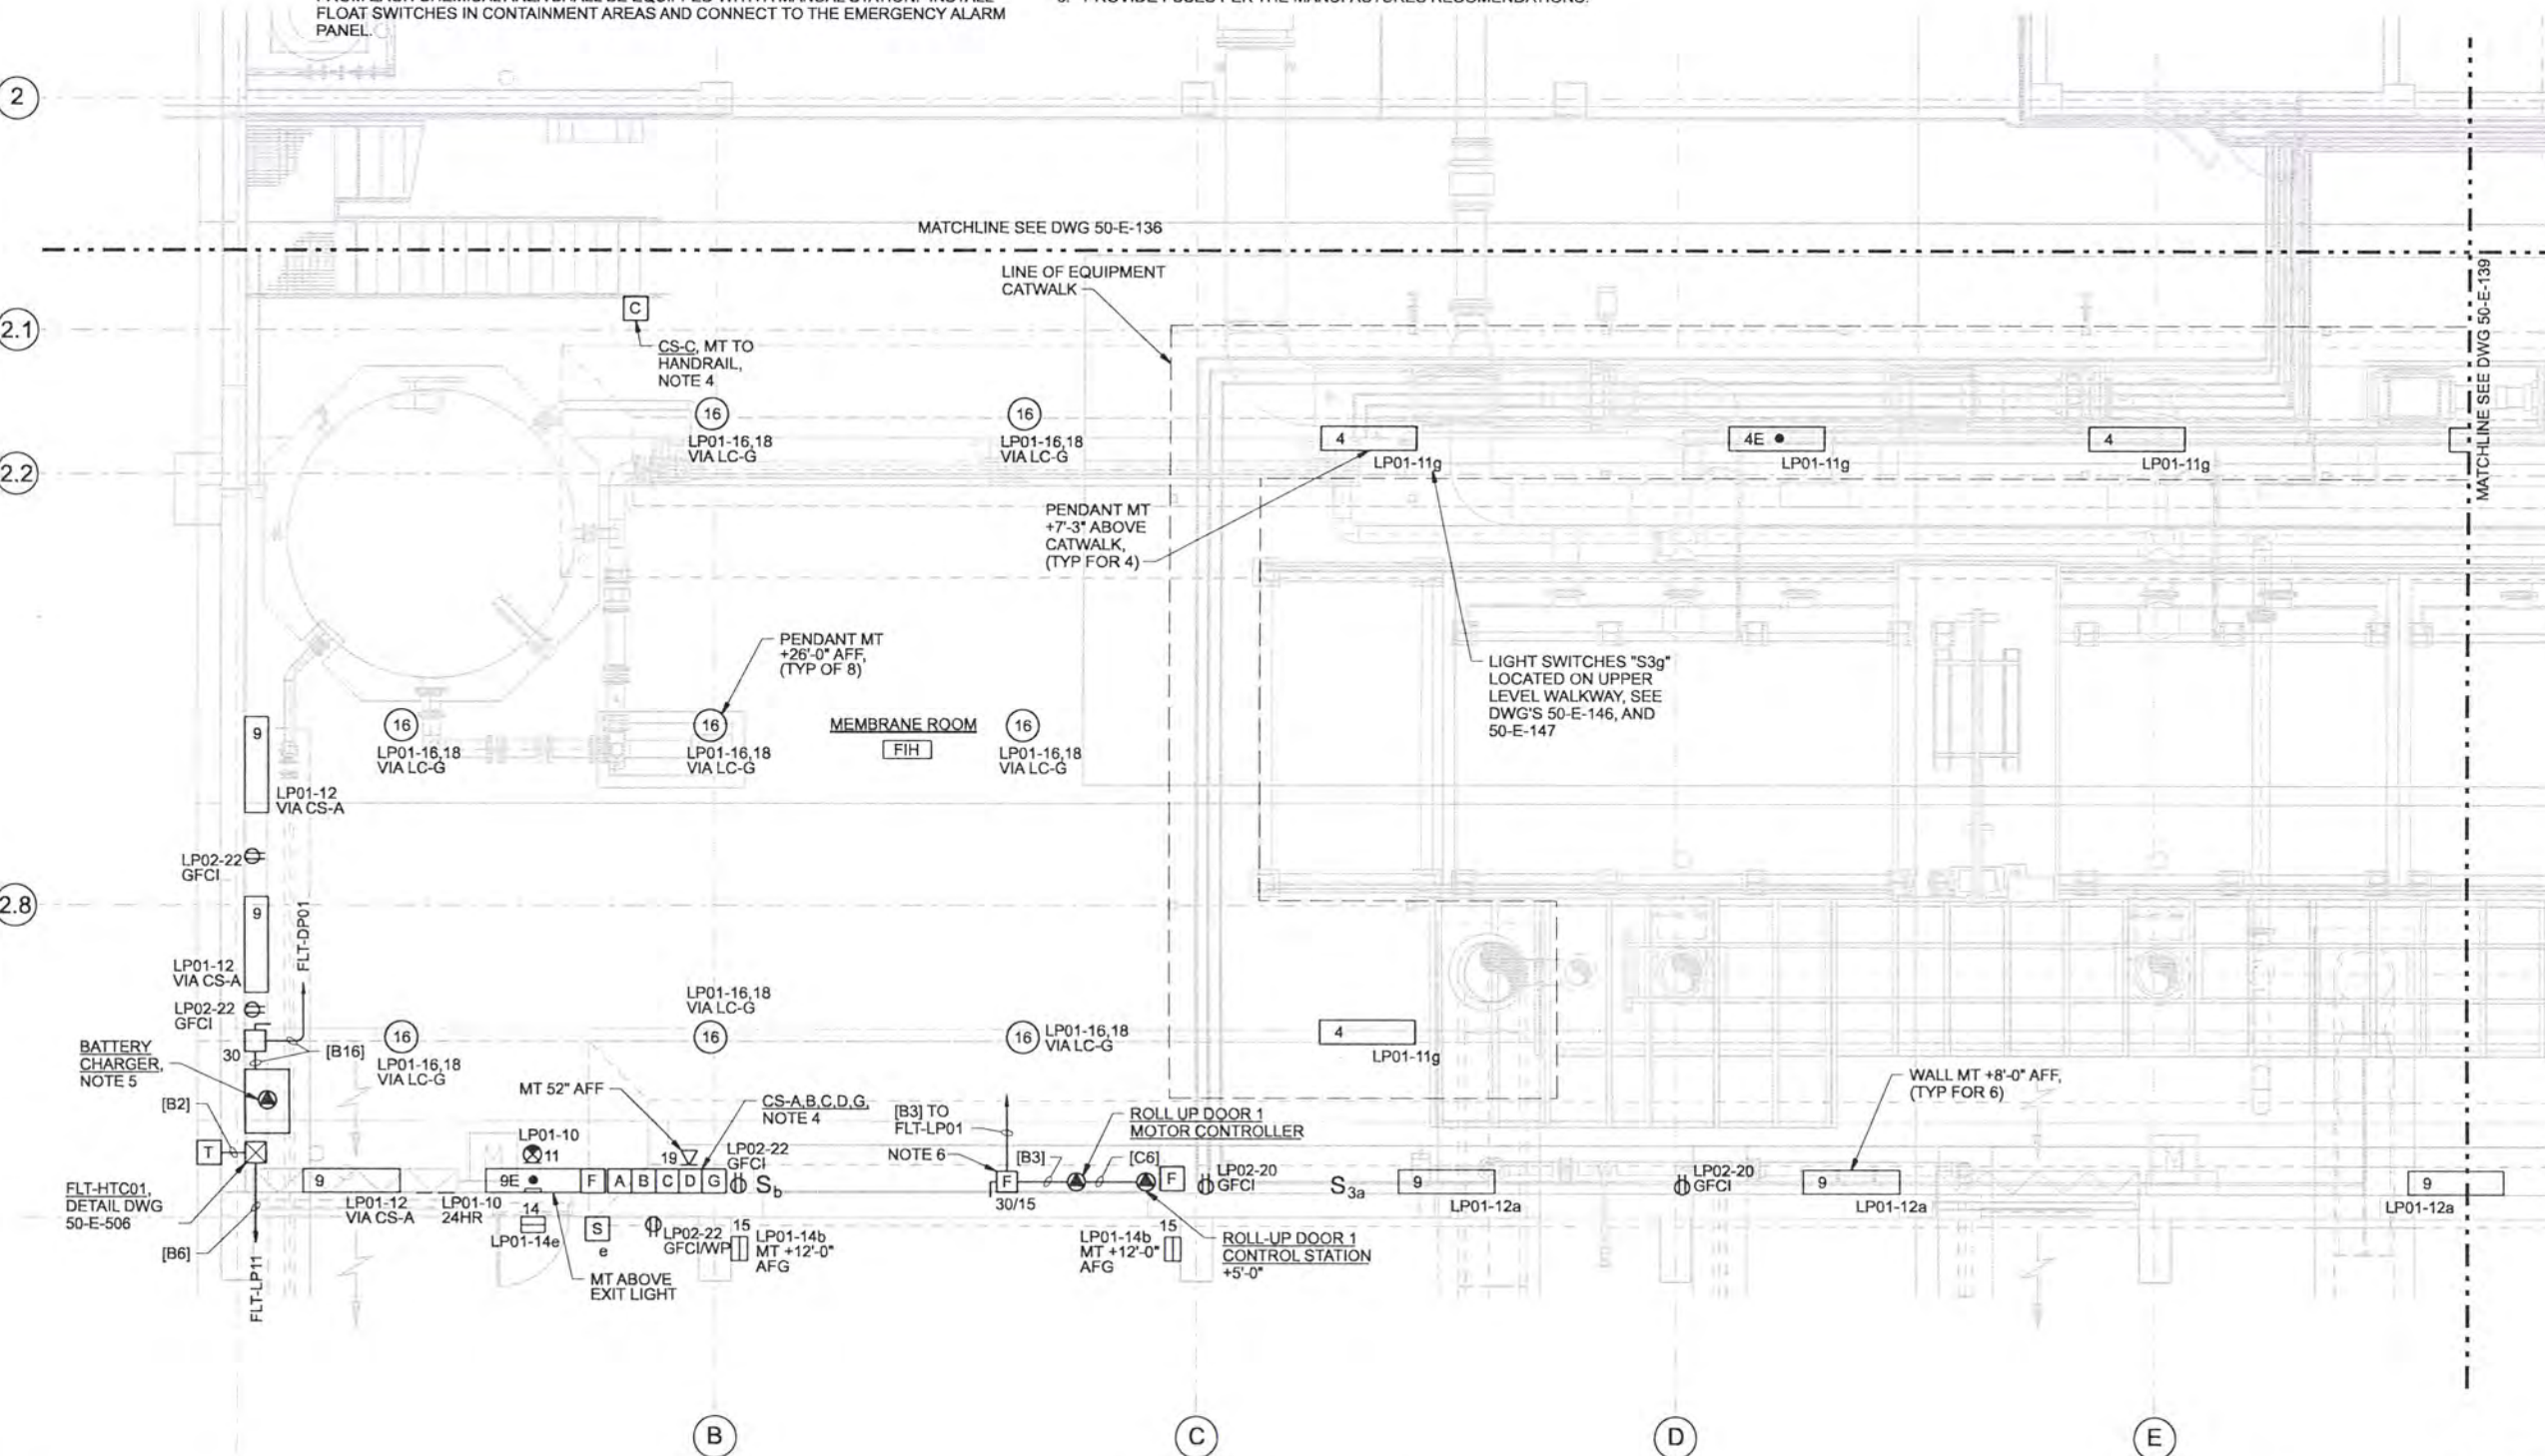 FLOAT SWITCHES IN CONTAINMENT AREAS AND CONNECT TO THE EMERGENCY ALARM
PANEL.
2
MATCHLINE SEE DWG 50-E-136
LINE OF EQUIPMENT
CATWALK
MATCHLINE SEE DWG 50-E-139
C
2.1
CS-C, MT TO
HANDRAIL,
NOTE 4
16
LP01-16,18
VIA LC-G
16
LP01-16,18
VIA LC-G
4
LP01-11g
4E
LP01-11g
4
LP01-11g
2.2
PENDANT MT
+7'-3" ABOVE
CATWALK,
(TYP FOR 4)
PENDANT MT
+26'-0" AFF,
(TYP OF 8)
LIGHT SWITCHES "S3g"
LOCATED ON UPPER
LEVEL WALKWAY, SEE
DWG'S 50-E-146, AND
50-E-147
9
LP01-12
VIA CS-A
16
LP01-16,18
VIA LC-G
16
LP01-16,18
VIA LC-G
MEMBRANE ROOM
FIH
16
LP01-16,18
VIA LC-G
LP02-22
GFCI
2.8
9
LP01-12
VIA CS-A
FLT-DP01
LP02-22
GFCI
30
[B16]
16
LP01-16,18
VIA LC-G
LP01-16,18
VIA LC-G
16
16
LP01-16,18
VIA LC-G
4
LP01-11g
BATTERY
CHARGER,
NOTE 5
WALL MT +8'-0" AFF,
(TYP FOR 6)
MT 52" AFF
CS-A,B,C,D,G,
NOTE 4
[B3] TO
FLT-LP01
ROLL UP DOOR 1
MOTOR CONTROLLER
[B2]
T
LP01-10
11
19
LP02-22
GFCI
NOTE 6
[B3]
[C6]
F
LP02-20
GFCI
LP02-20
GFCI
FLT-HTC01,
DETAIL DWG
50-E-506
9
LP01-12
VIA CS-A
9E
LP01-10
24HR
F A B C D G
Sb
F
30/15
S3a
9
LP01-12a
9
LP01-12a
9
LP01-12a
[B6]
FLT-LP11
14
LP01-14e
S
e
LP02-22
GFCI/WP
15
LP01-14b
MT +12'-0"
AFG
15
LP01-14b
MT +12'-0"
AFG
ROLL-UP DOOR 1
CONTROL STATION
+5'-0"
MT ABOVE
EXIT LIGHT
B
C
D
E